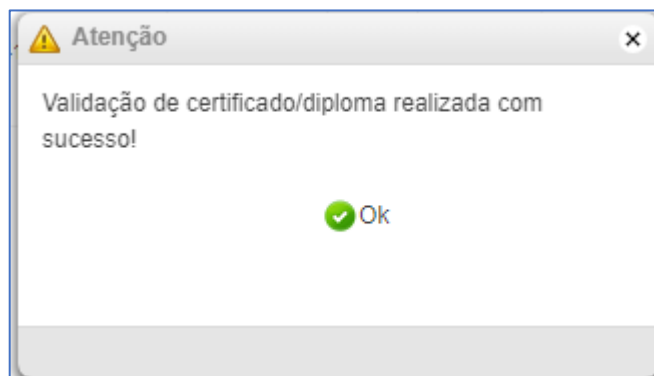 Atenção
Validação de certificado/diploma realizada com
sucesso!
Ok